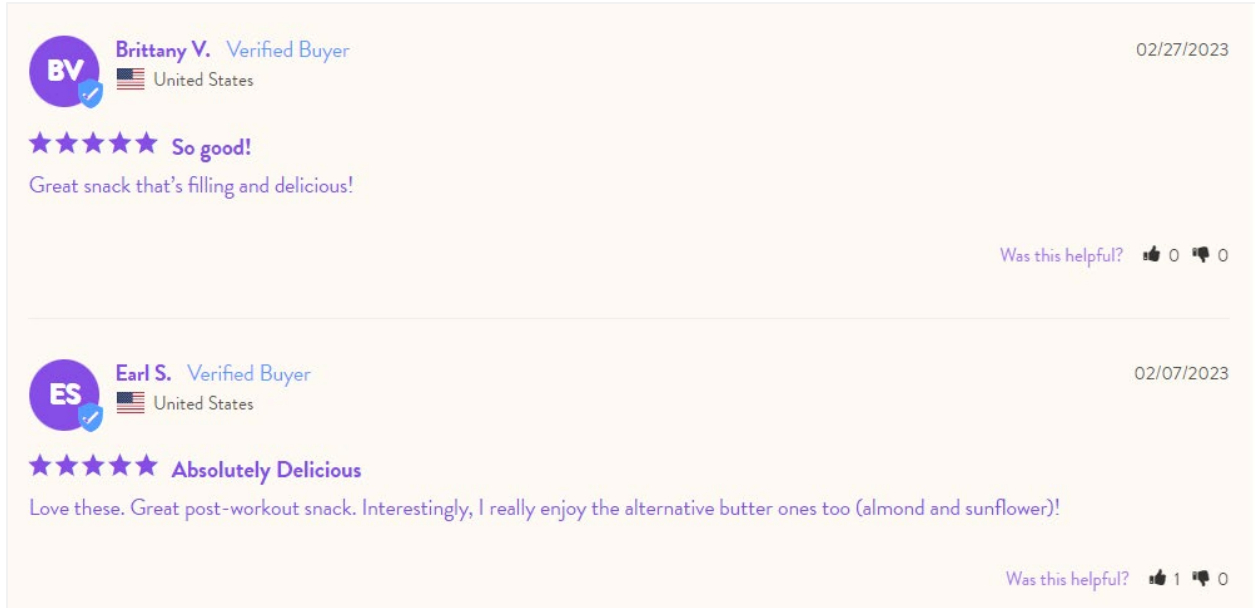 BV
Brittany V. Verified Buyer 02/27/2023
United States
So good!
Great snack that's filling and delicious!
Was this helpful? 0 0
ES
Earl S. Verified Buyer 02/07/2023
United States
Absolutely Delicious
Love these. Great post-workout snack. Interestingly, I really enjoy the alternative butter ones too (almond and sunflower)!
Was this helpful? 1 0